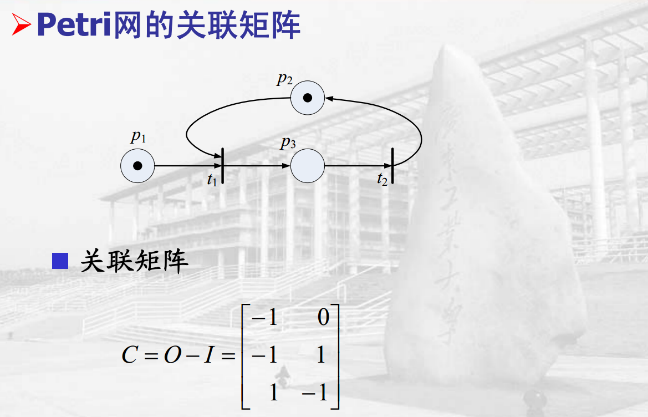 ➢Petri网的关联矩阵
p₂
p₁
p₃
t₁
t₂
■ 关联矩阵
C = O − I = [−1 0
−1 1
1 −1]